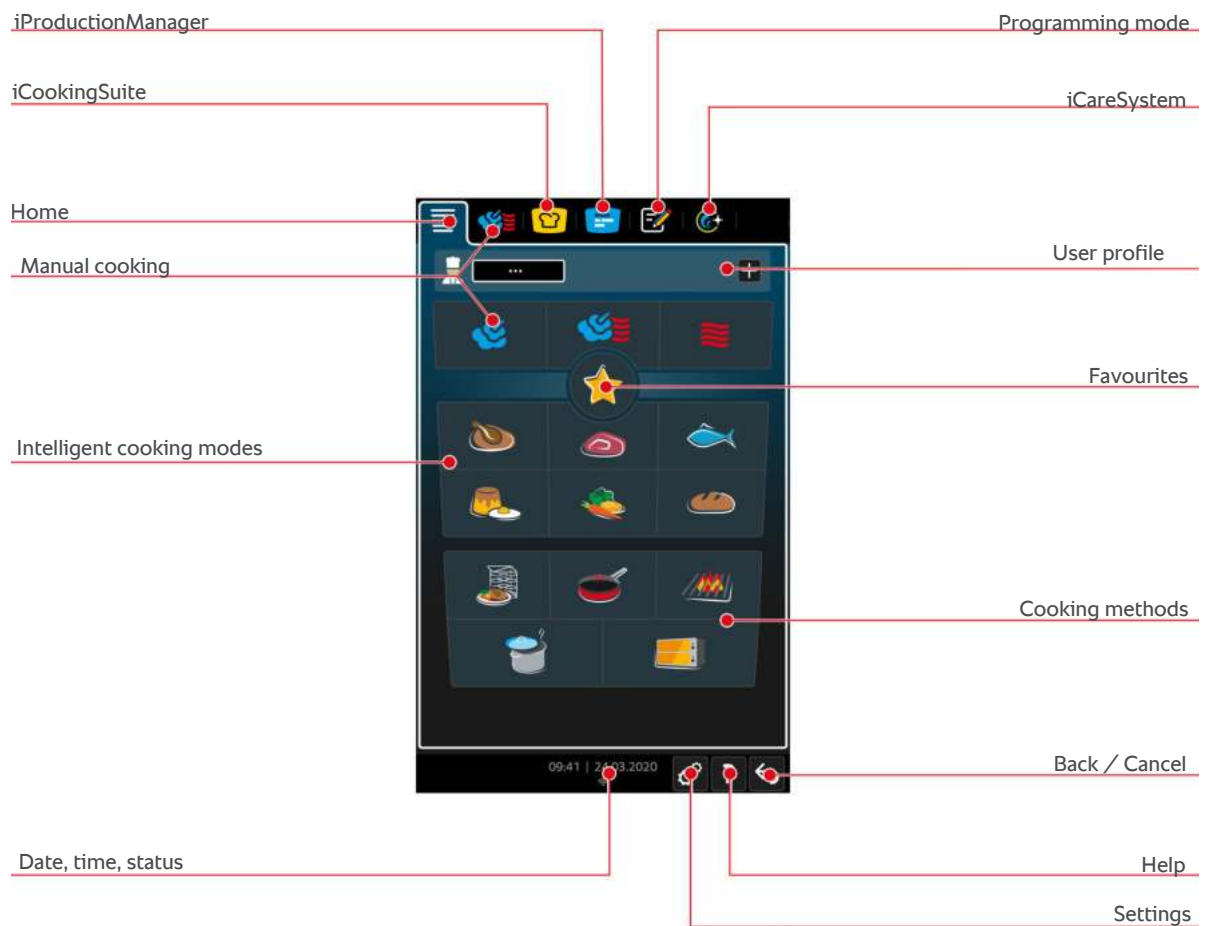 iProductionManager
Programming mode
iCookingSuite
iCareSystem
Home
Manual cooking
User profile
...
Favourites
Intelligent cooking modes
Cooking methods
09:41 | 24.03.2020
Back / Cancel
Date, time, status
Help
Settings